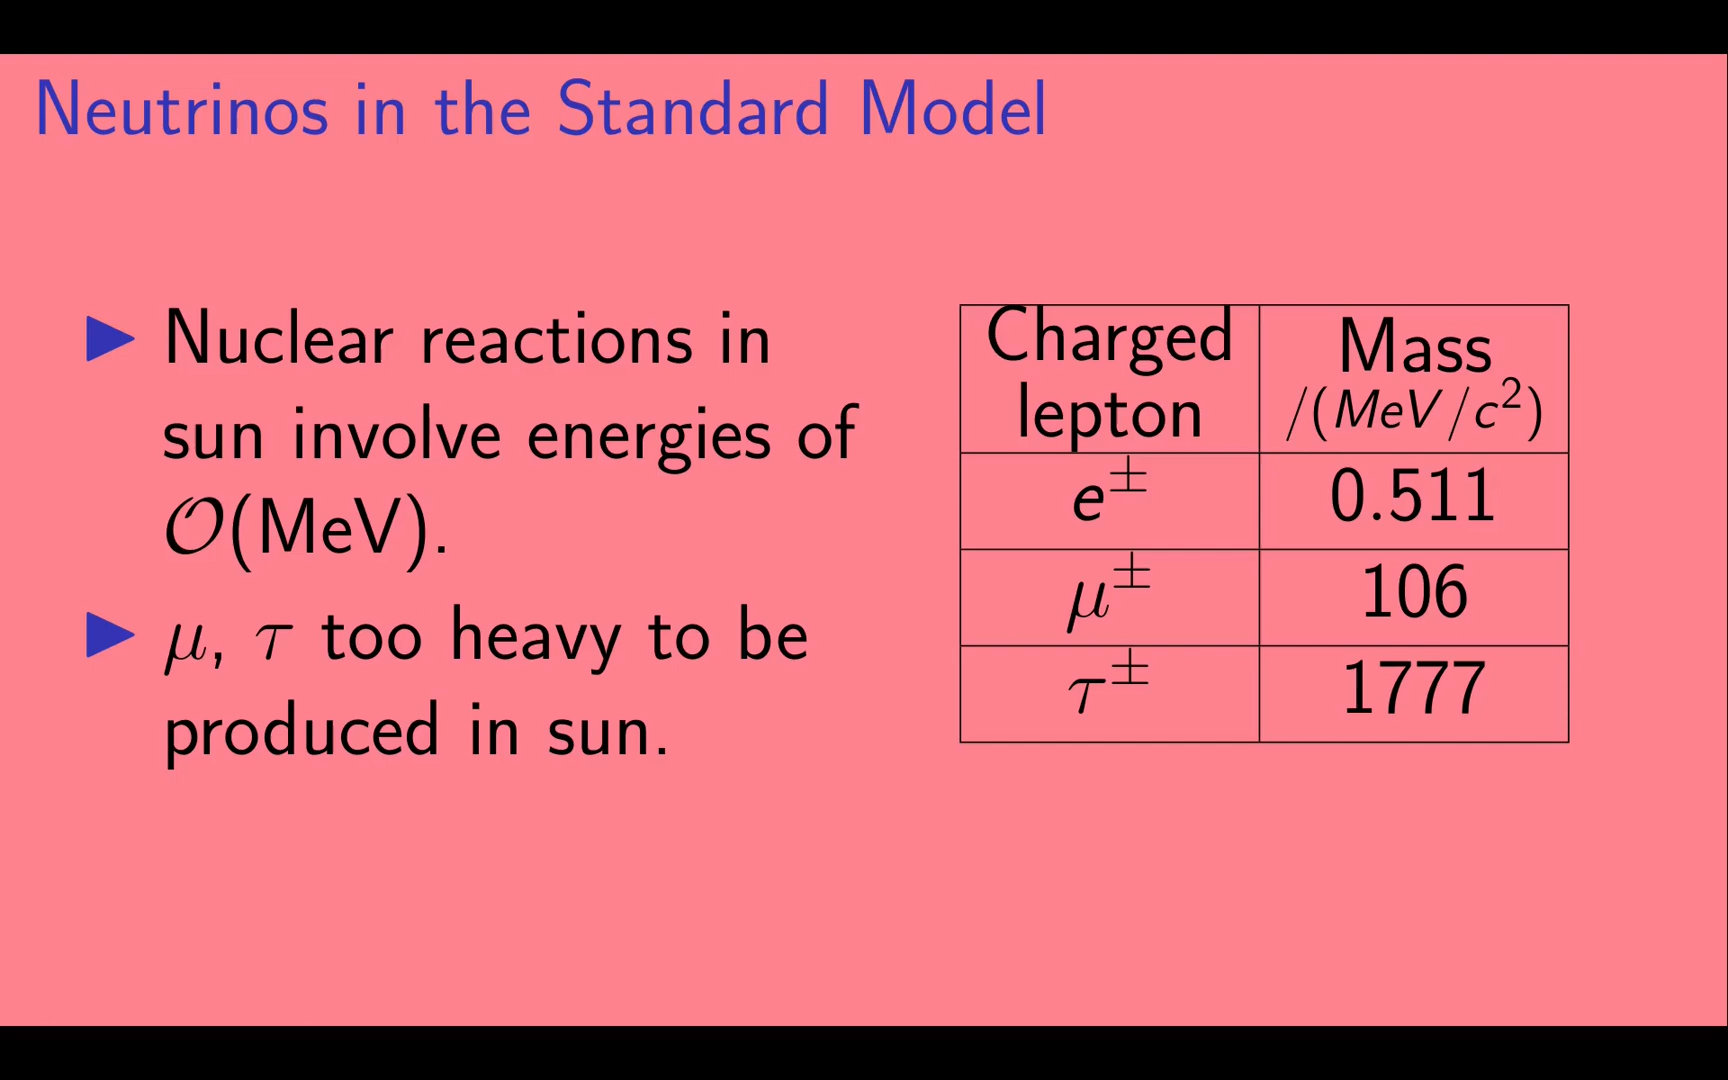 Neutrinos in the Standard Model
▶ Nuclear reactions in
sun involve energies of
𝒪(MeV).
▶ μ, τ too heavy to be
produced in sun.
Charged lepton | Mass /(MeV/c²)
e± | 0.511
μ± | 106
τ± | 1777